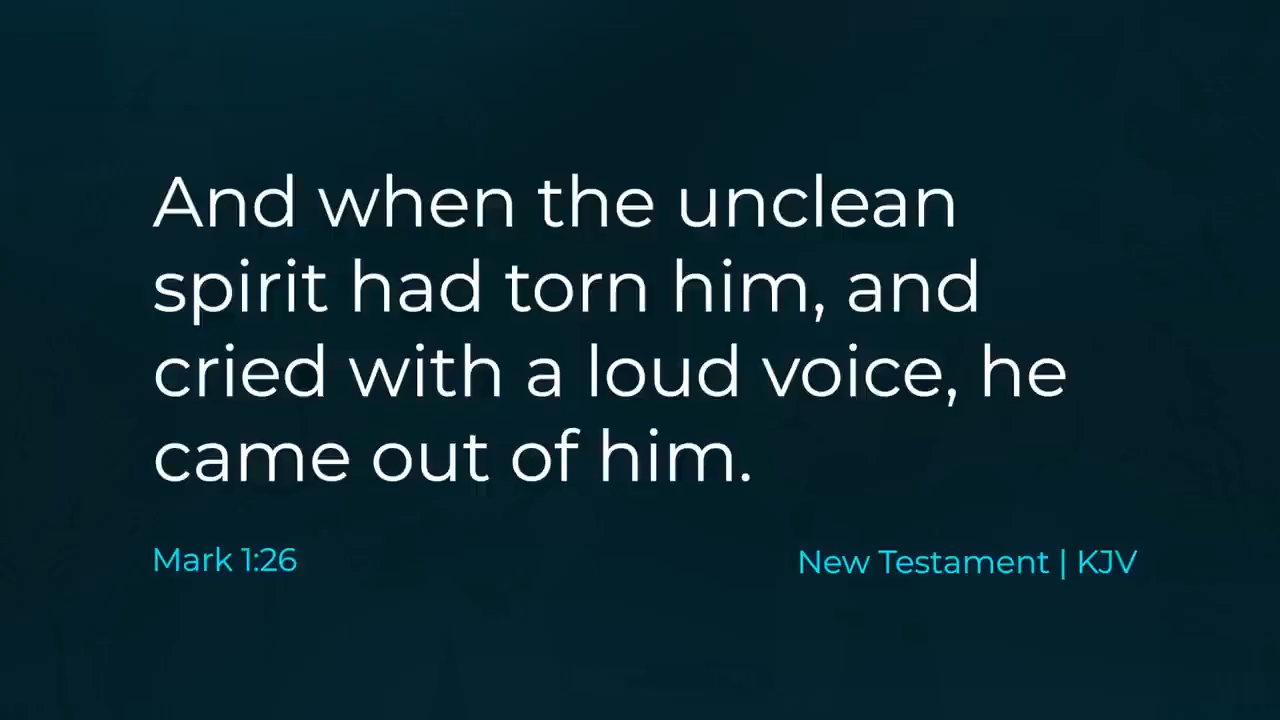 And when the unclean
spirit had torn him, and
cried with a loud voice, he
came out of him.
Mark 1:26
New Testament | KJV